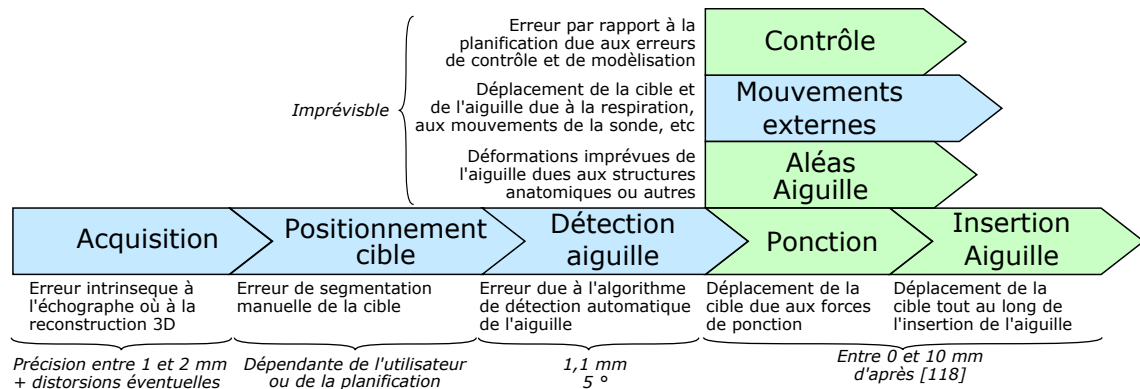 Erreur par rapport à la
planification due aux erreurs
de contrôle et de modèlisation
Contrôle
Imprévisble
Déplacement de la cible et
de l'aiguille due à la respiration,
aux mouvements de la sonde, etc
Mouvements
externes
Déformations imprévues de
l'aiguille dues aux structures
anatomiques ou autres
Aléas
Aiguille
Acquisition
Positionnement
cible
Détection
aiguille
Ponction
Insertion
Aiguille
Erreur intrinseque à
l'échographe où à la
reconstruction 3D
Erreur de segmentation
manuelle de la cible
Erreur due à l'algorithme
de détection automatique
de l'aiguille
Déplacement de la
cible due aux forces
de ponction
Déplacement de la
cible tout au long de
l'insertion de l'aiguille
Précision entre 1 et 2 mm
+ distorsions éventuelles
Dépendante de l'utilisateur
ou de la planification
1,1 mm
5 °
Entre 0 et 10 mm
d'après [118]